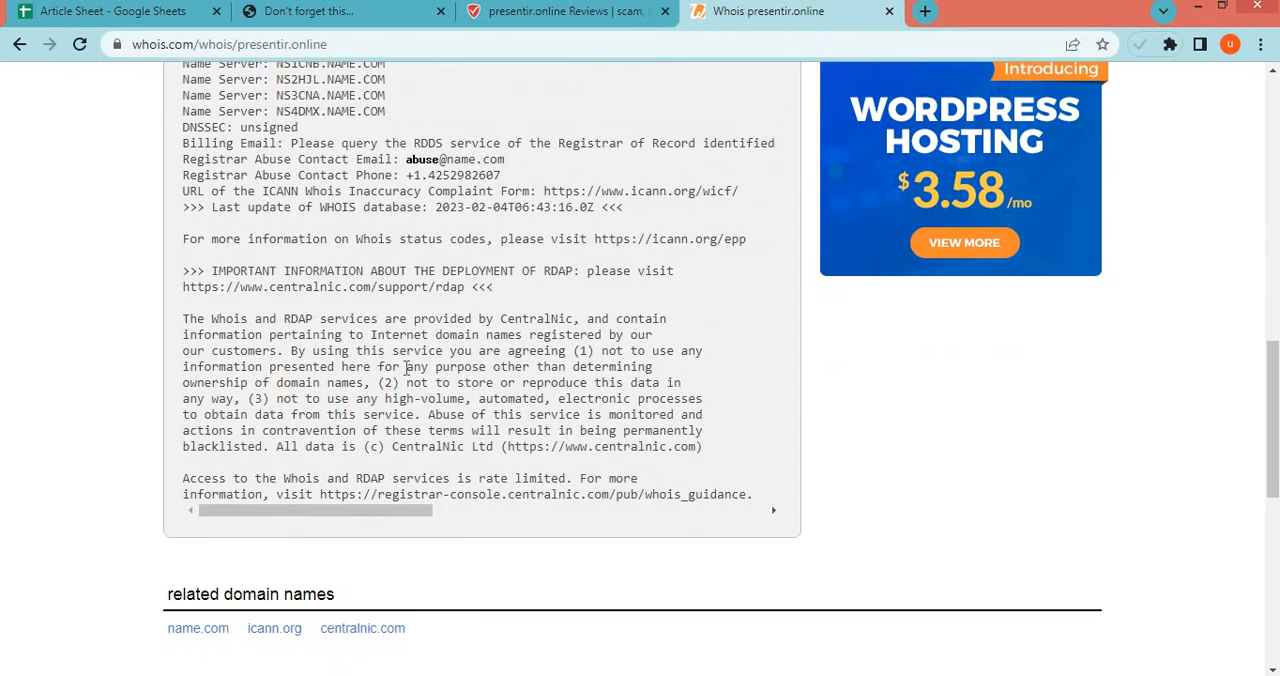 Article Sheet - Google Sheets
Don't forget this...
presentir.online Reviews | scam,
Whois presentir.online
whois.com/whois/presentir.online
u
Name Server: NS1CNB.NAME.COM
Name Server: NS2HJL.NAME.COM
Name Server: NS3CNA.NAME.COM
Name Server: NS4DMX.NAME.COM
DNSSEC: unsigned
Billing Email: Please query the RDDS service of the Registrar of Record identified
Registrar Abuse Contact Email: abuse@name.com
Registrar Abuse Contact Phone: +1.4252982607
URL of the ICANN Whois Inaccuracy Complaint Form: https://www.icann.org/wicf/
>>> Last update of WHOIS database: 2023-02-04T06:43:16.0Z <<<
For more information on Whois status codes, please visit https://icann.org/epp
>>> IMPORTANT INFORMATION ABOUT THE DEPLOYMENT OF RDAP: please visit
https://www.centralnic.com/support/rdap <<<
The Whois and RDAP services are provided by CentralNic, and contain
information pertaining to Internet domain names registered by our
our customers. By using this service you are agreeing (1) not to use any
information presented here for any purpose other than determining
ownership of domain names, (2) not to store or reproduce this data in
any way, (3) not to use any high-volume, automated, electronic processes
to obtain data from this service. Abuse of this service is monitored and
actions in contravention of these terms will result in being permanently
blacklisted. All data is (c) CentralNic Ltd (https://www.centralnic.com)
Access to the Whois and RDAP services is rate limited. For more
information, visit https://registrar-console.centralnic.com/pub/whois_guidance.
Introducing
WORDPRESS
HOSTING
$3.58/mo
VIEW MORE
related domain names
name.com icann.org centralnic.com